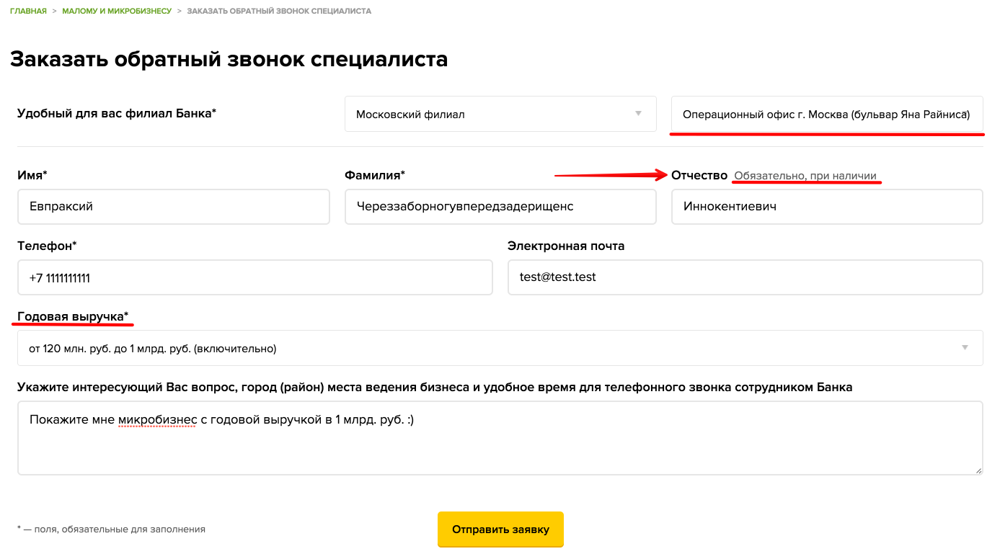 ГЛАВНАЯ > МАЛОМУ И МИКРОБИЗНЕСУ > ЗАКАЗАТЬ ОБРАТНЫЙ ЗВОНОК СПЕЦИАЛИСТА
Заказать обратный звонок специалиста
Удобный для вас филиал Банка* Московский филиал Операционный офис г. Москва (бульвар Яна Райниса)
Имя* Фамилия* Отчество Обязательно, при наличии
Евпраксий Череззаборногувпередзадерищенс Иннокентиевич
Телефон* Электронная почта
+7 1111111111 test@test.test
Годовая выручка*
от 120 млн. руб. до 1 млрд. руб. (включительно)
Укажите интересующий Вас вопрос, город (район) места ведения бизнеса и удобное время для телефонного звонка сотрудником Банка
Покажите мне микробизнес с годовой выручкой в 1 млрд. руб. :)
* — поля, обязательные для заполнения Отправить заявку